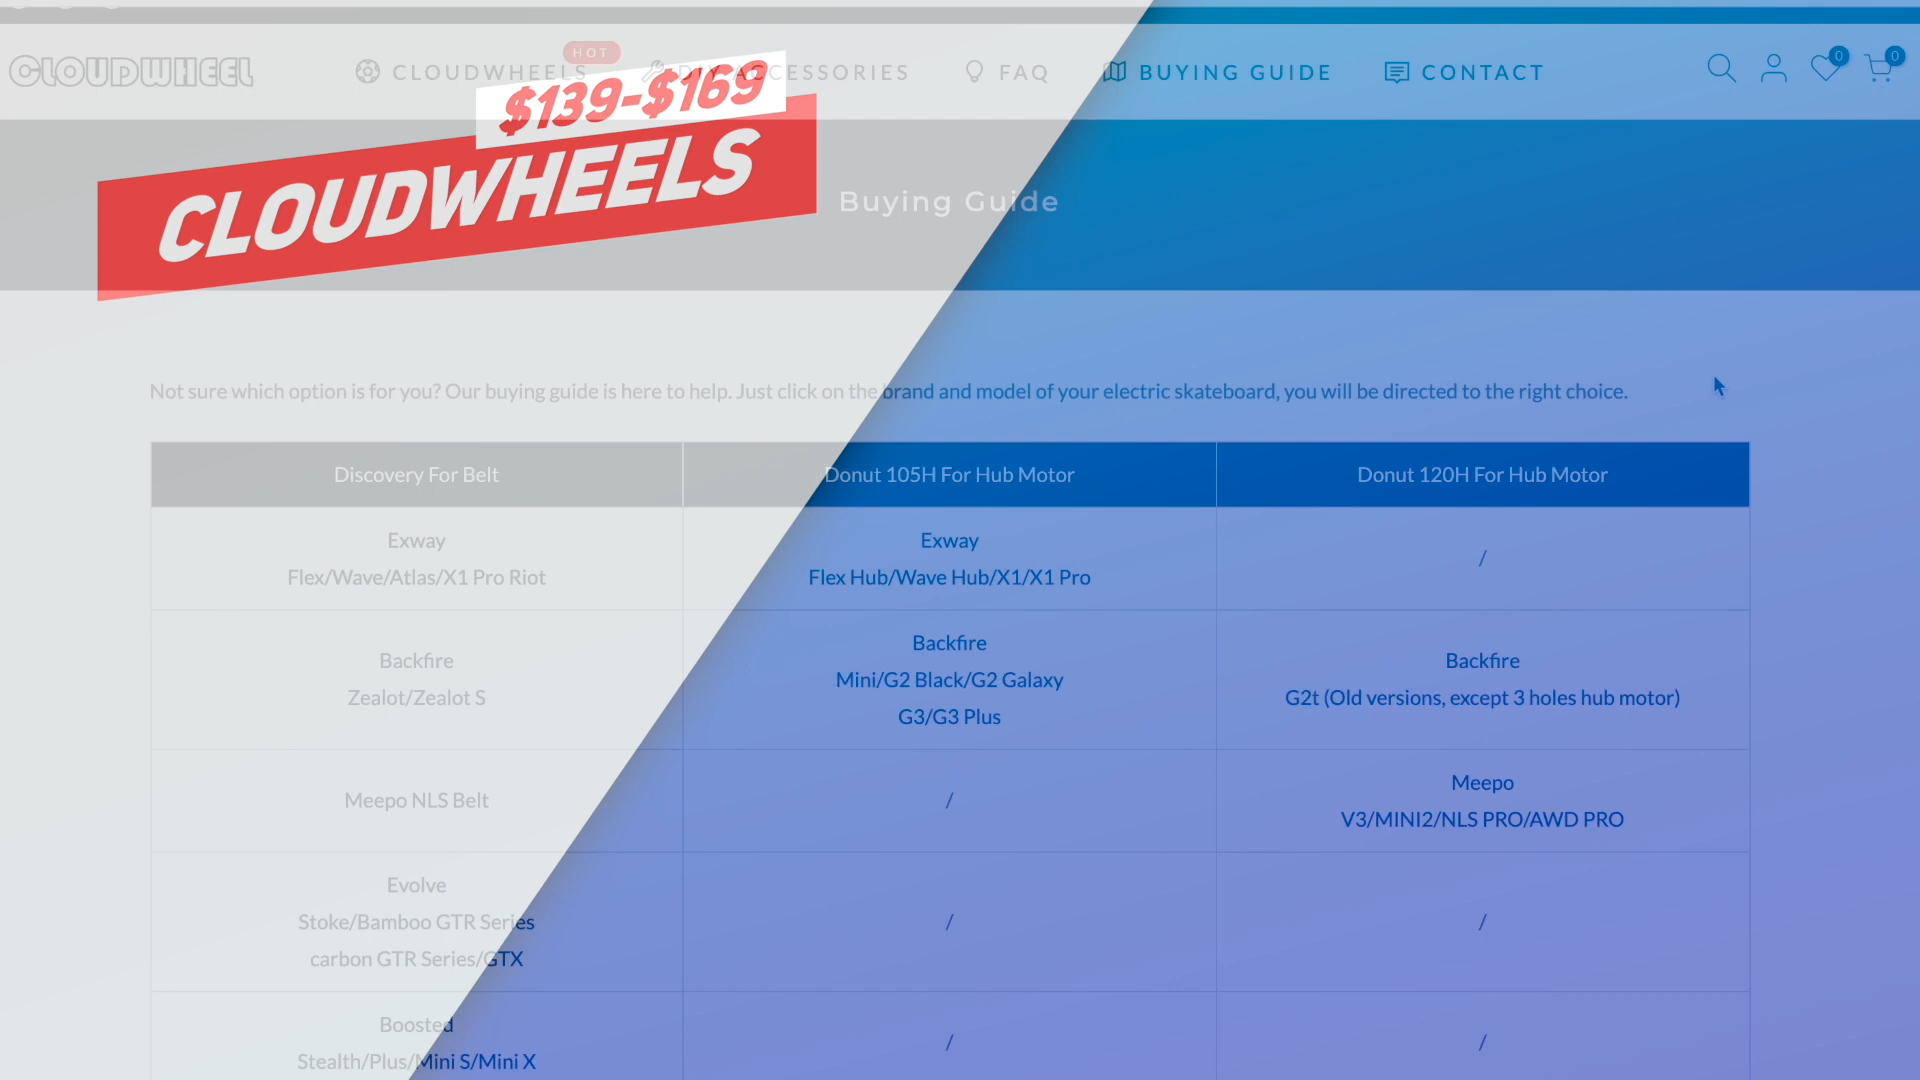 CLOUDWHEEL
CLOUDWHEELS
HOT
DIY ACCESSORIES
FAQ
BUYING GUIDE
CONTACT
0
0
$139-$169
CLOUDWHEELS
Buying Guide
Not sure which option is for you? Our buying guide is here to help. Just click on the brand and model of your electric skateboard, you will be directed to the right choice.
Discovery For Belt
Donut 105H For Hub Motor
Donut 120H For Hub Motor
Exway
Flex/Wave/Atlas/X1 Pro Riot
Exway
Flex Hub/Wave Hub/X1/X1 Pro
/
Backfire
Zealot/Zealot S
Backfire
Mini/G2 Black/G2 Galaxy
G3/G3 Plus
Backfire
G2t (Old versions, except 3 holes hub motor)
Meepo NLS Belt
/
Meepo
V3/MINI2/NLS PRO/AWD PRO
Evolve
Stoke/Bamboo GTR Series
carbon GTR Series/GTX
/
/
Boosted
Stealth/Plus/Mini S/Mini X
/
/